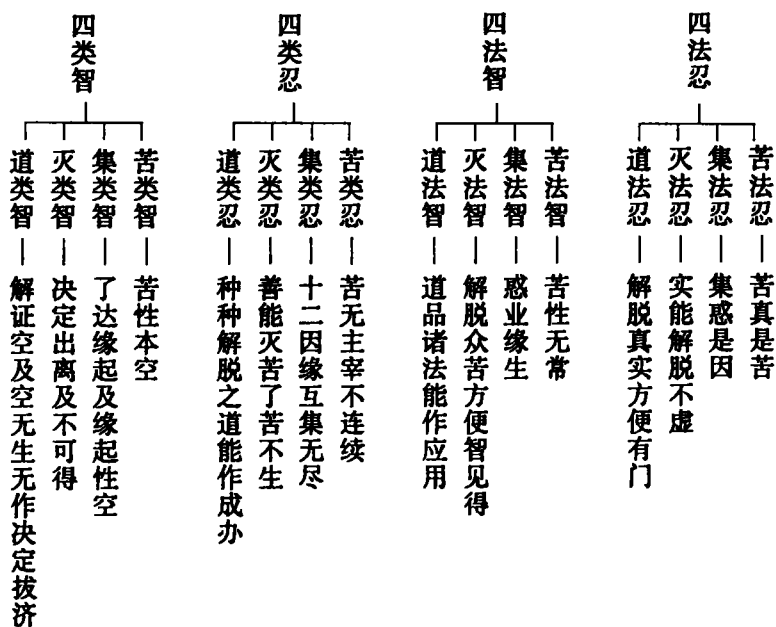 四法忍
苦法忍—苦真是苦
集法忍—集惑是因
灭法忍—实能解脱不虚
道法忍—解脱真实方便有门
四法智
苦法智—苦性无常
集法智—惑业缘生
灭法智—解脱众苦方便智见得
道法智—道品诸法能作应用
四类忍
苦类忍—苦无主宰不连续
集类忍—十二因缘互集无尽
灭类忍—善能灭苦了苦不生
道类忍—种种解脱之道能作成办
四类智
苦类智—苦性本空
集类智—了达缘起及缘起性空
灭类智—决定出离及不可得
道类智—解证空及空无生无作决定拔济